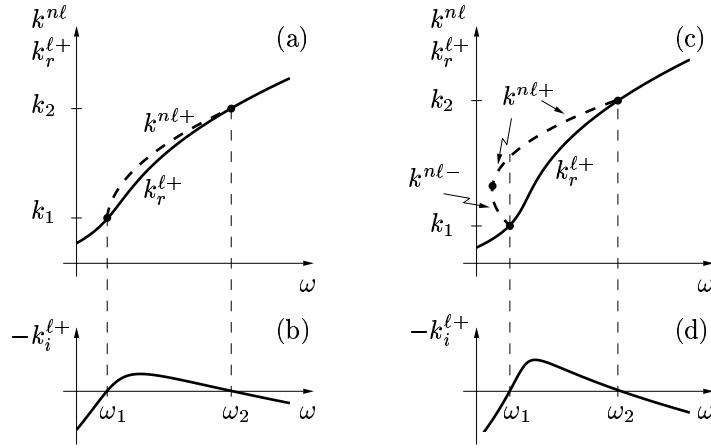 k^{nℓ}
k_r^{ℓ+}
(a)
k_2
k^{nℓ+}
k_r^{ℓ+}
k_1
ω
−k_i^{ℓ+}
(b)
ω_1
ω_2
ω
k^{nℓ}
k_r^{ℓ+}
(c)
k_2
k^{nℓ+}
k^{nℓ−}
k_r^{ℓ+}
k_1
ω
−k_i^{ℓ+}
(d)
ω_1
ω_2
ω